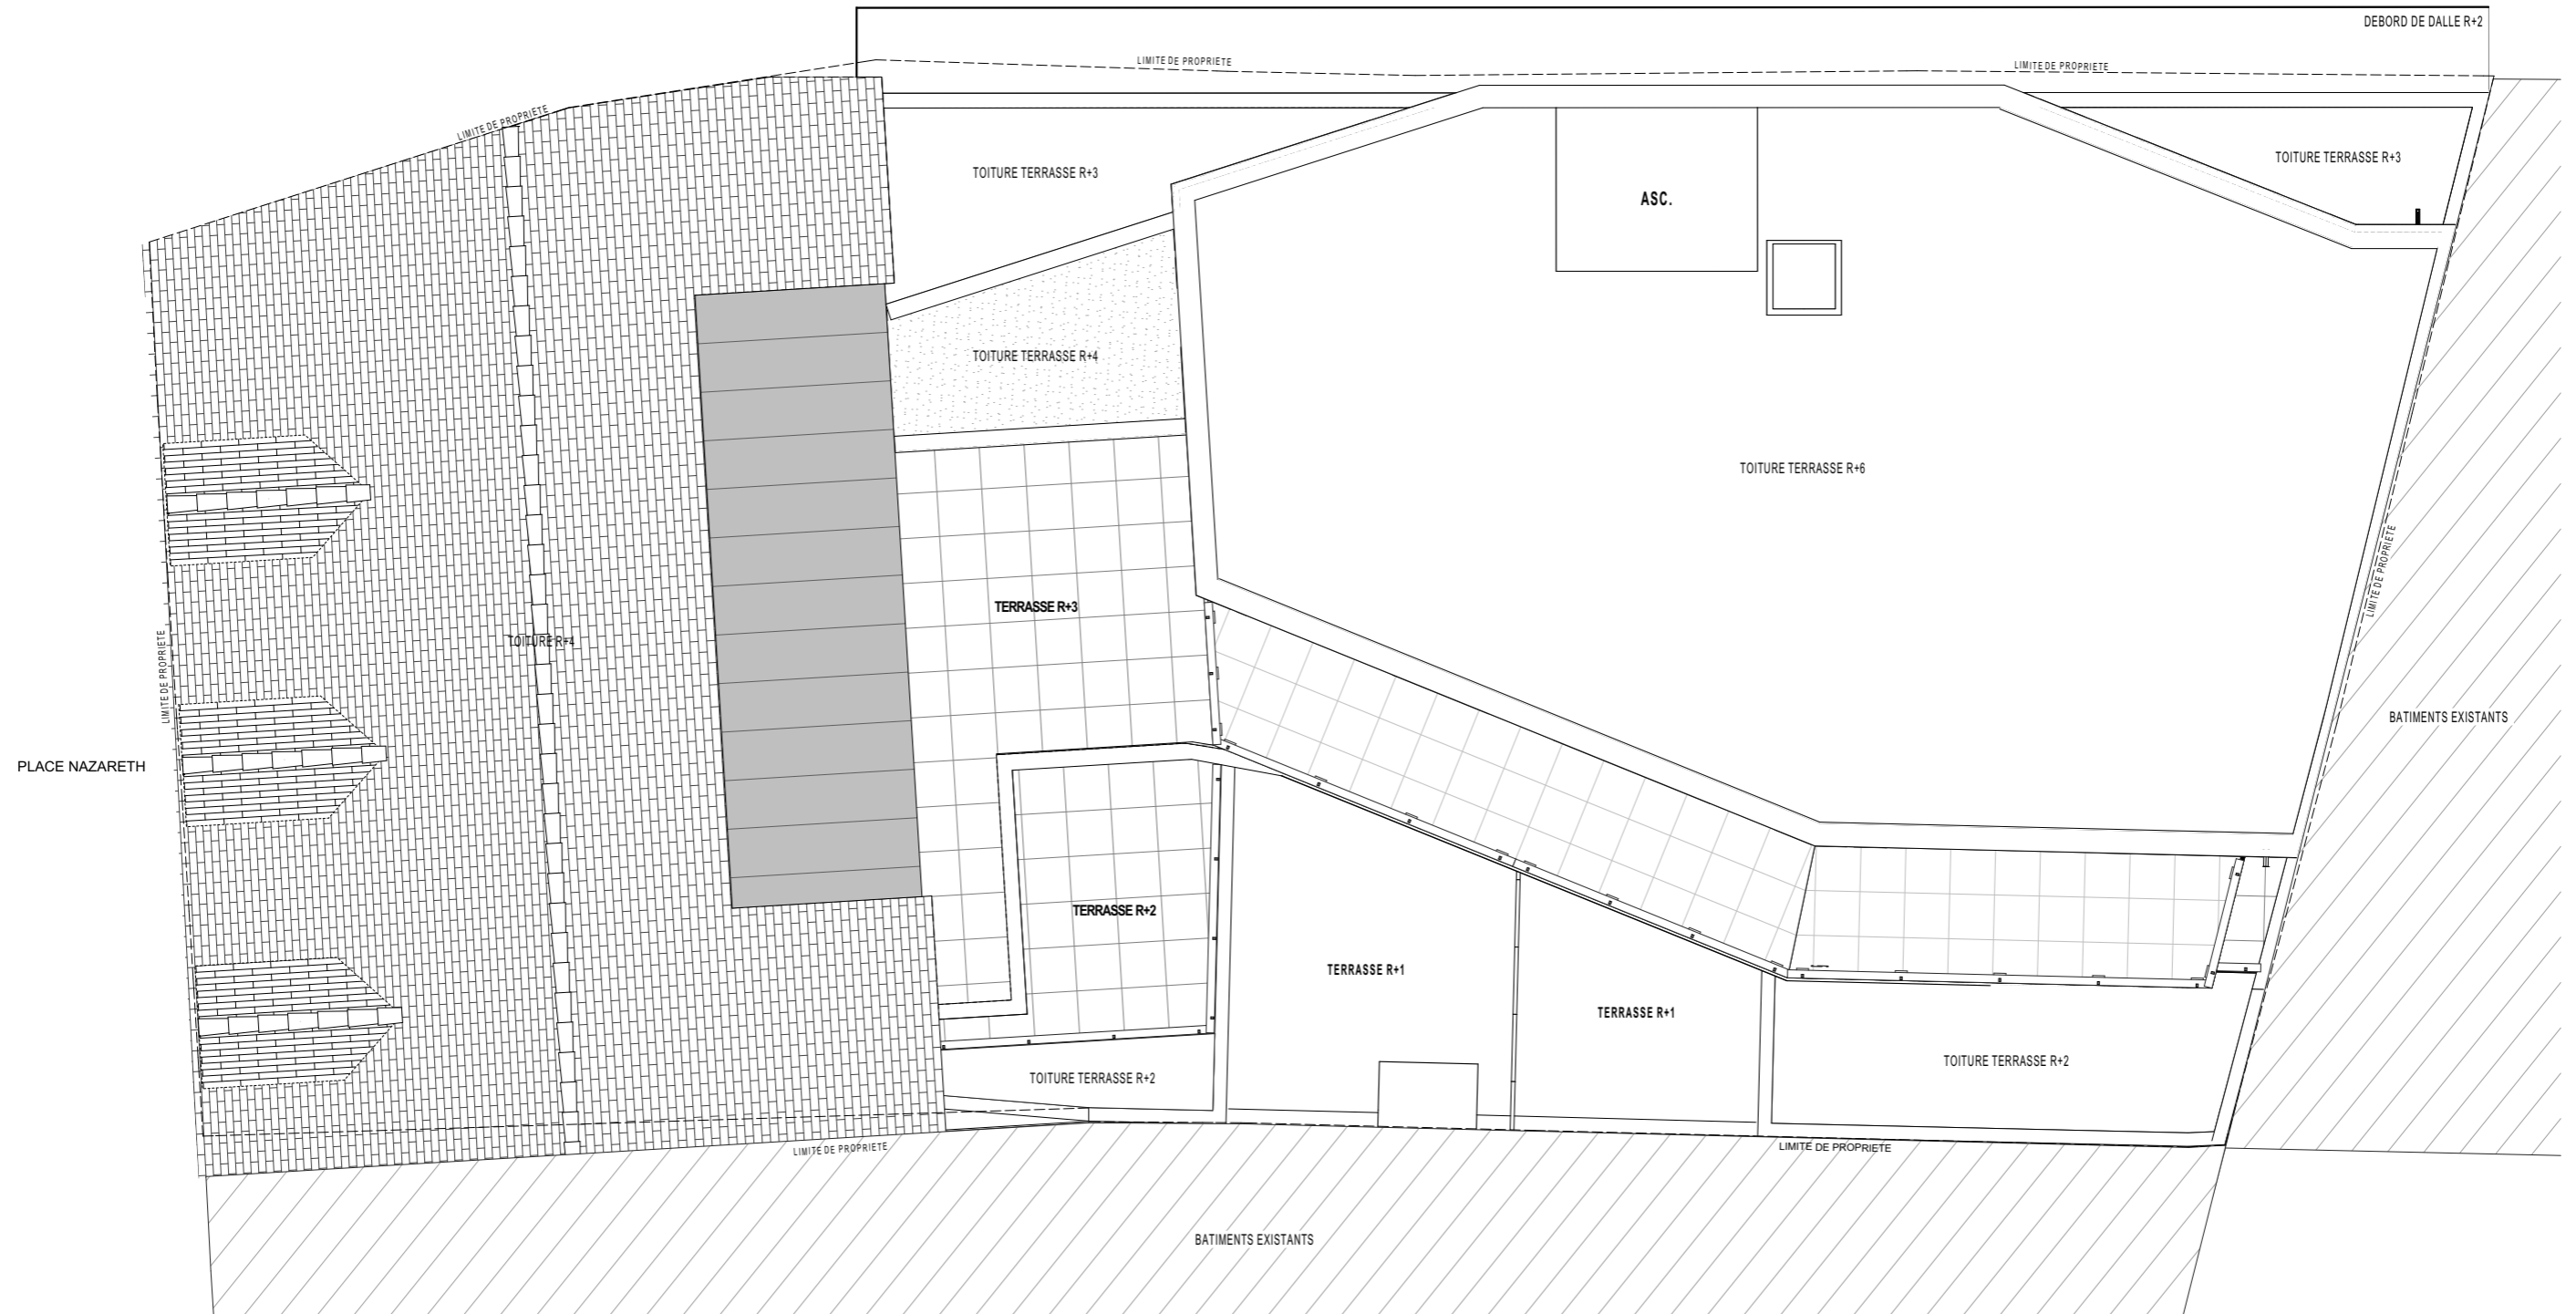 DEBORD DE DALLE R+2
LIMITE DE PROPRIETE
LIMITE DE PROPRIETE
LIMITE DE PROPRIETE
TOITURE TERRASSE R+3
TOITURE TERRASSE R+3
ASC.
TOITURE TERRASSE R+4
TOITURE TERRASSE R+6
LIMITE DE PROPRIETE
TERRASSE R+3
TOITURE R+4
LIMITE DE PROPRIETE
BATIMENTS EXISTANTS
PLACE NAZARETH
TERRASSE R+2
TERRASSE R+1
TERRASSE R+1
TOITURE TERRASSE R+2
TOITURE TERRASSE R+2
LIMITE DE PROPRIETE
LIMITE DE PROPRIETE
BATIMENTS EXISTANTS